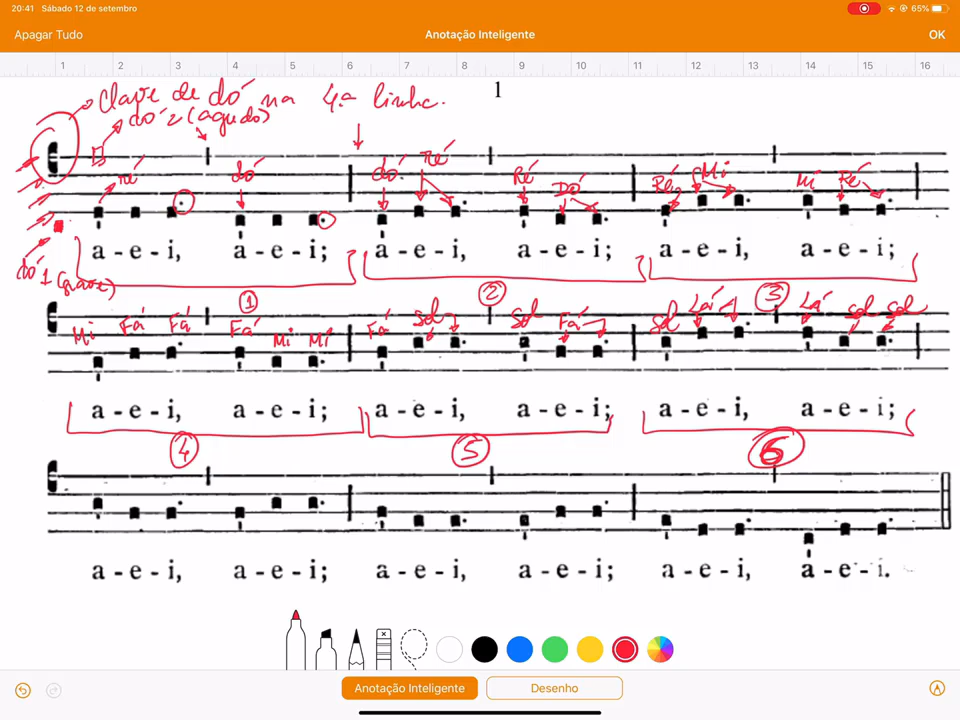 20:41 Sábado 12 de setembro 65%
Apagar Tudo Anotação Inteligente OK
1 2 3 4 5 6 7 8 9 10 11 12 13 14 15 16
Clave de dó na 4.ª linha. 1
dó 2 (agudo)
ré dó dó Ré Ré Dó Ré Mi Mi Ré
a - e - i, a - e - i; a - e - i, a - e - i; a - e - i, a - e - i;
dó 1 (grave)
1 2 3
Mi Fá Fá Fá Mi Mi Fá Sol Sol Fá Sol Lá Lá Sol Sol
a - e - i, a - e - i; a - e - i, a - e - i; a - e - i, a - e - i;
4 5 6
a - e - i, a - e - i; a - e - i, a - e - i; a - e - i, a - e - i.
Anotação Inteligente Desenho